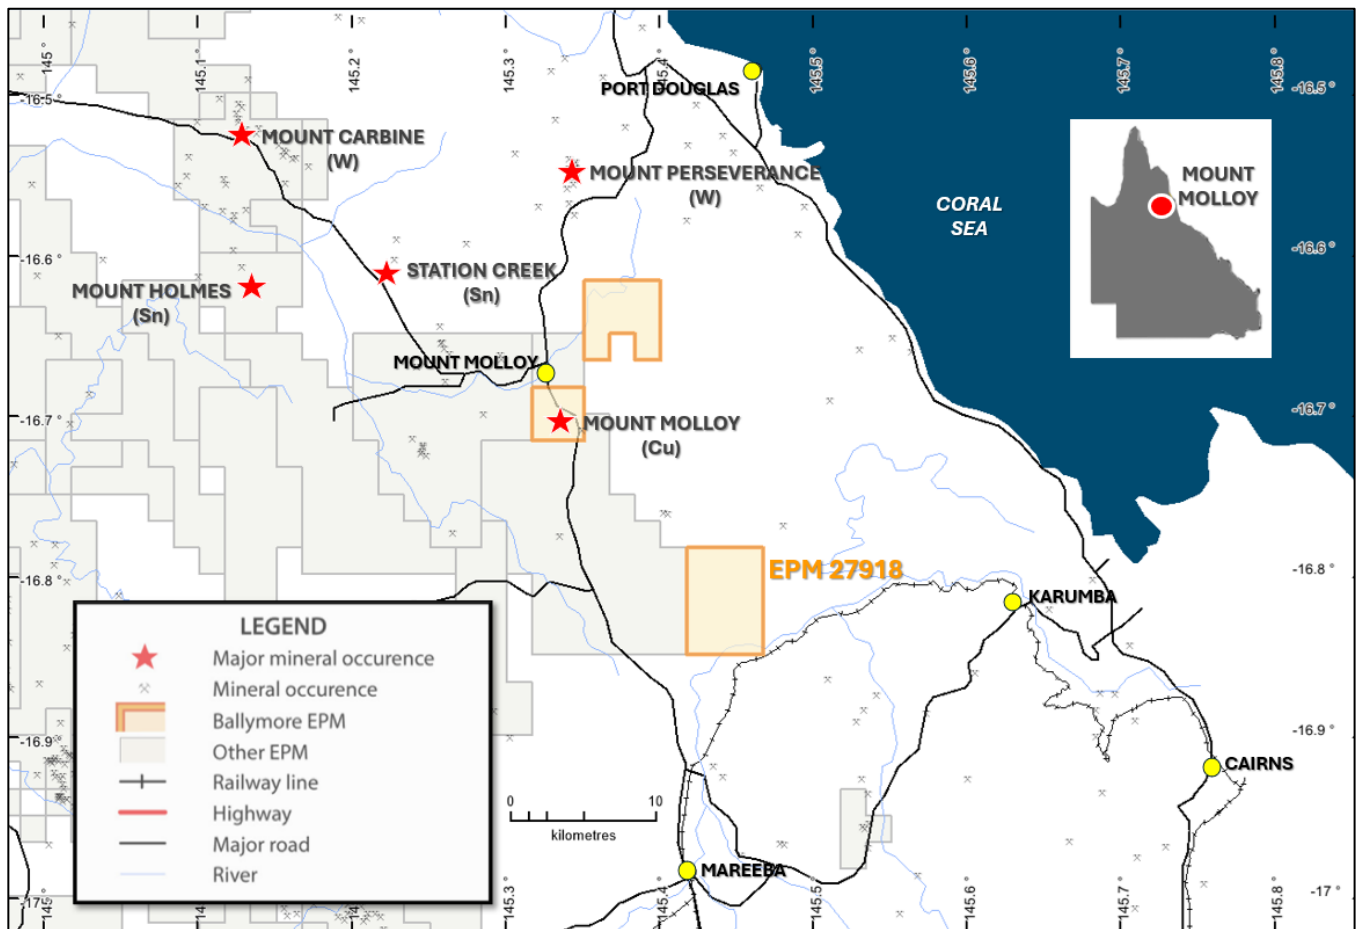 145°
145.1°
145.2°
145.3°
145.4°
145.5°
145.6°
145.7°
145.8°
-16.5°
-16.5°
PORT DOUGLAS
MOUNT CARBINE
(W)
MOUNT PERSEVERANCE
(W)
MOUNT
MOLLOY
CORAL
SEA
-16.6°
-16.6°
STATION CREEK
(Sn)
MOUNT HOLMES
(Sn)
MOUNT MOLLOY
-16.7°
-16.7°
MOUNT MOLLOY
(Cu)
-16.8°
-16.8°
EPM 27918
KARUMBA
LEGEND
Major mineral occurence
Mineral occurence
Ballymore EPM
Other EPM
Railway line
Highway
Major road
River
-16.9°
-16.9°
CAIRNS
0 10
kilometres
MAREEBA
-17°
-17°
145.3°
145.4°
145.5°
145.6°
145.7°
145.8°